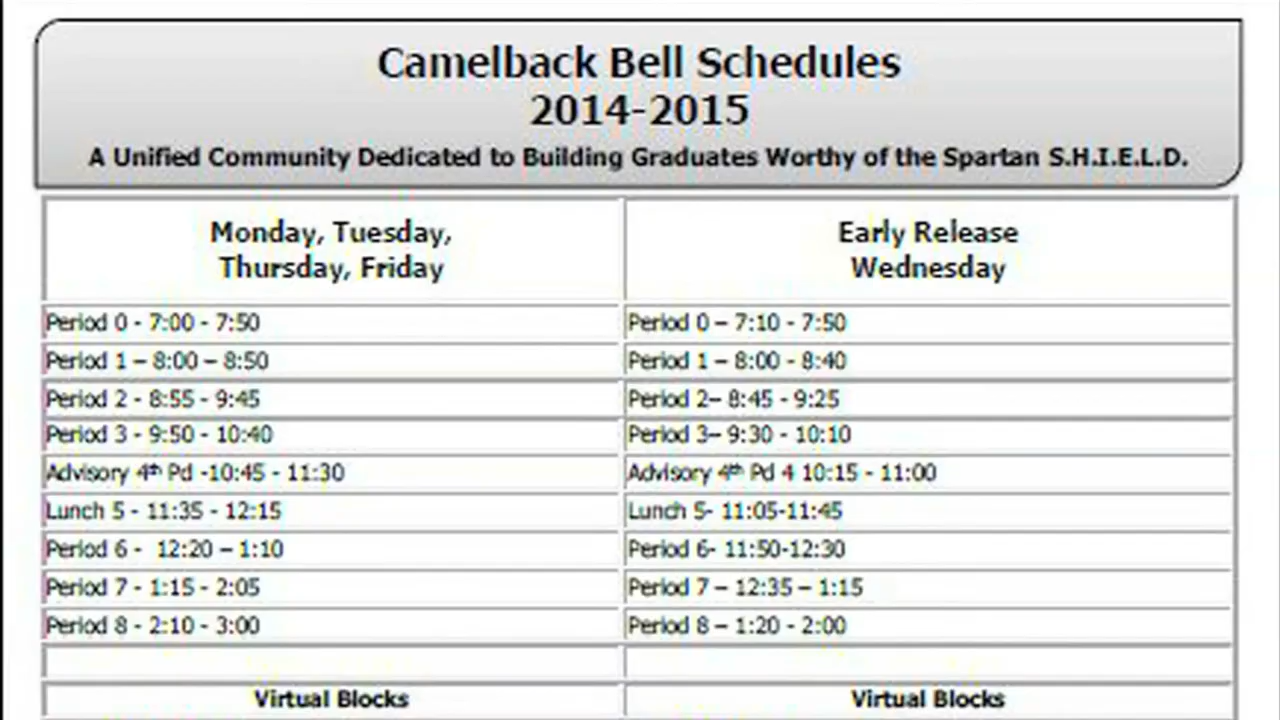 Camelback Bell Schedules
2014-2015
A Unified Community Dedicated to Building Graduates Worthy of the Spartan S.H.I.E.L.D.
Monday, Tuesday,
Thursday, Friday
Early Release
Wednesday
Period 0 - 7:00 - 7:50
Period 0 – 7:10 - 7:50
Period 1 – 8:00 – 8:50
Period 1 – 8:00 - 8:40
Period 2 - 8:55 - 9:45
Period 2– 8:45 - 9:25
Period 3 - 9:50 - 10:40
Period 3– 9:30 - 10:10
Advisory 4th Pd -10:45 - 11:30
Advisory 4th Pd 4 10:15 - 11:00
Lunch 5 - 11:35 - 12:15
Lunch 5- 11:05-11:45
Period 6 - 12:20 – 1:10
Period 6- 11:50-12:30
Period 7 - 1:15 - 2:05
Period 7 – 12:35 – 1:15
Period 8 - 2:10 - 3:00
Period 8 – 1:20 - 2:00
Virtual Blocks
Virtual Blocks